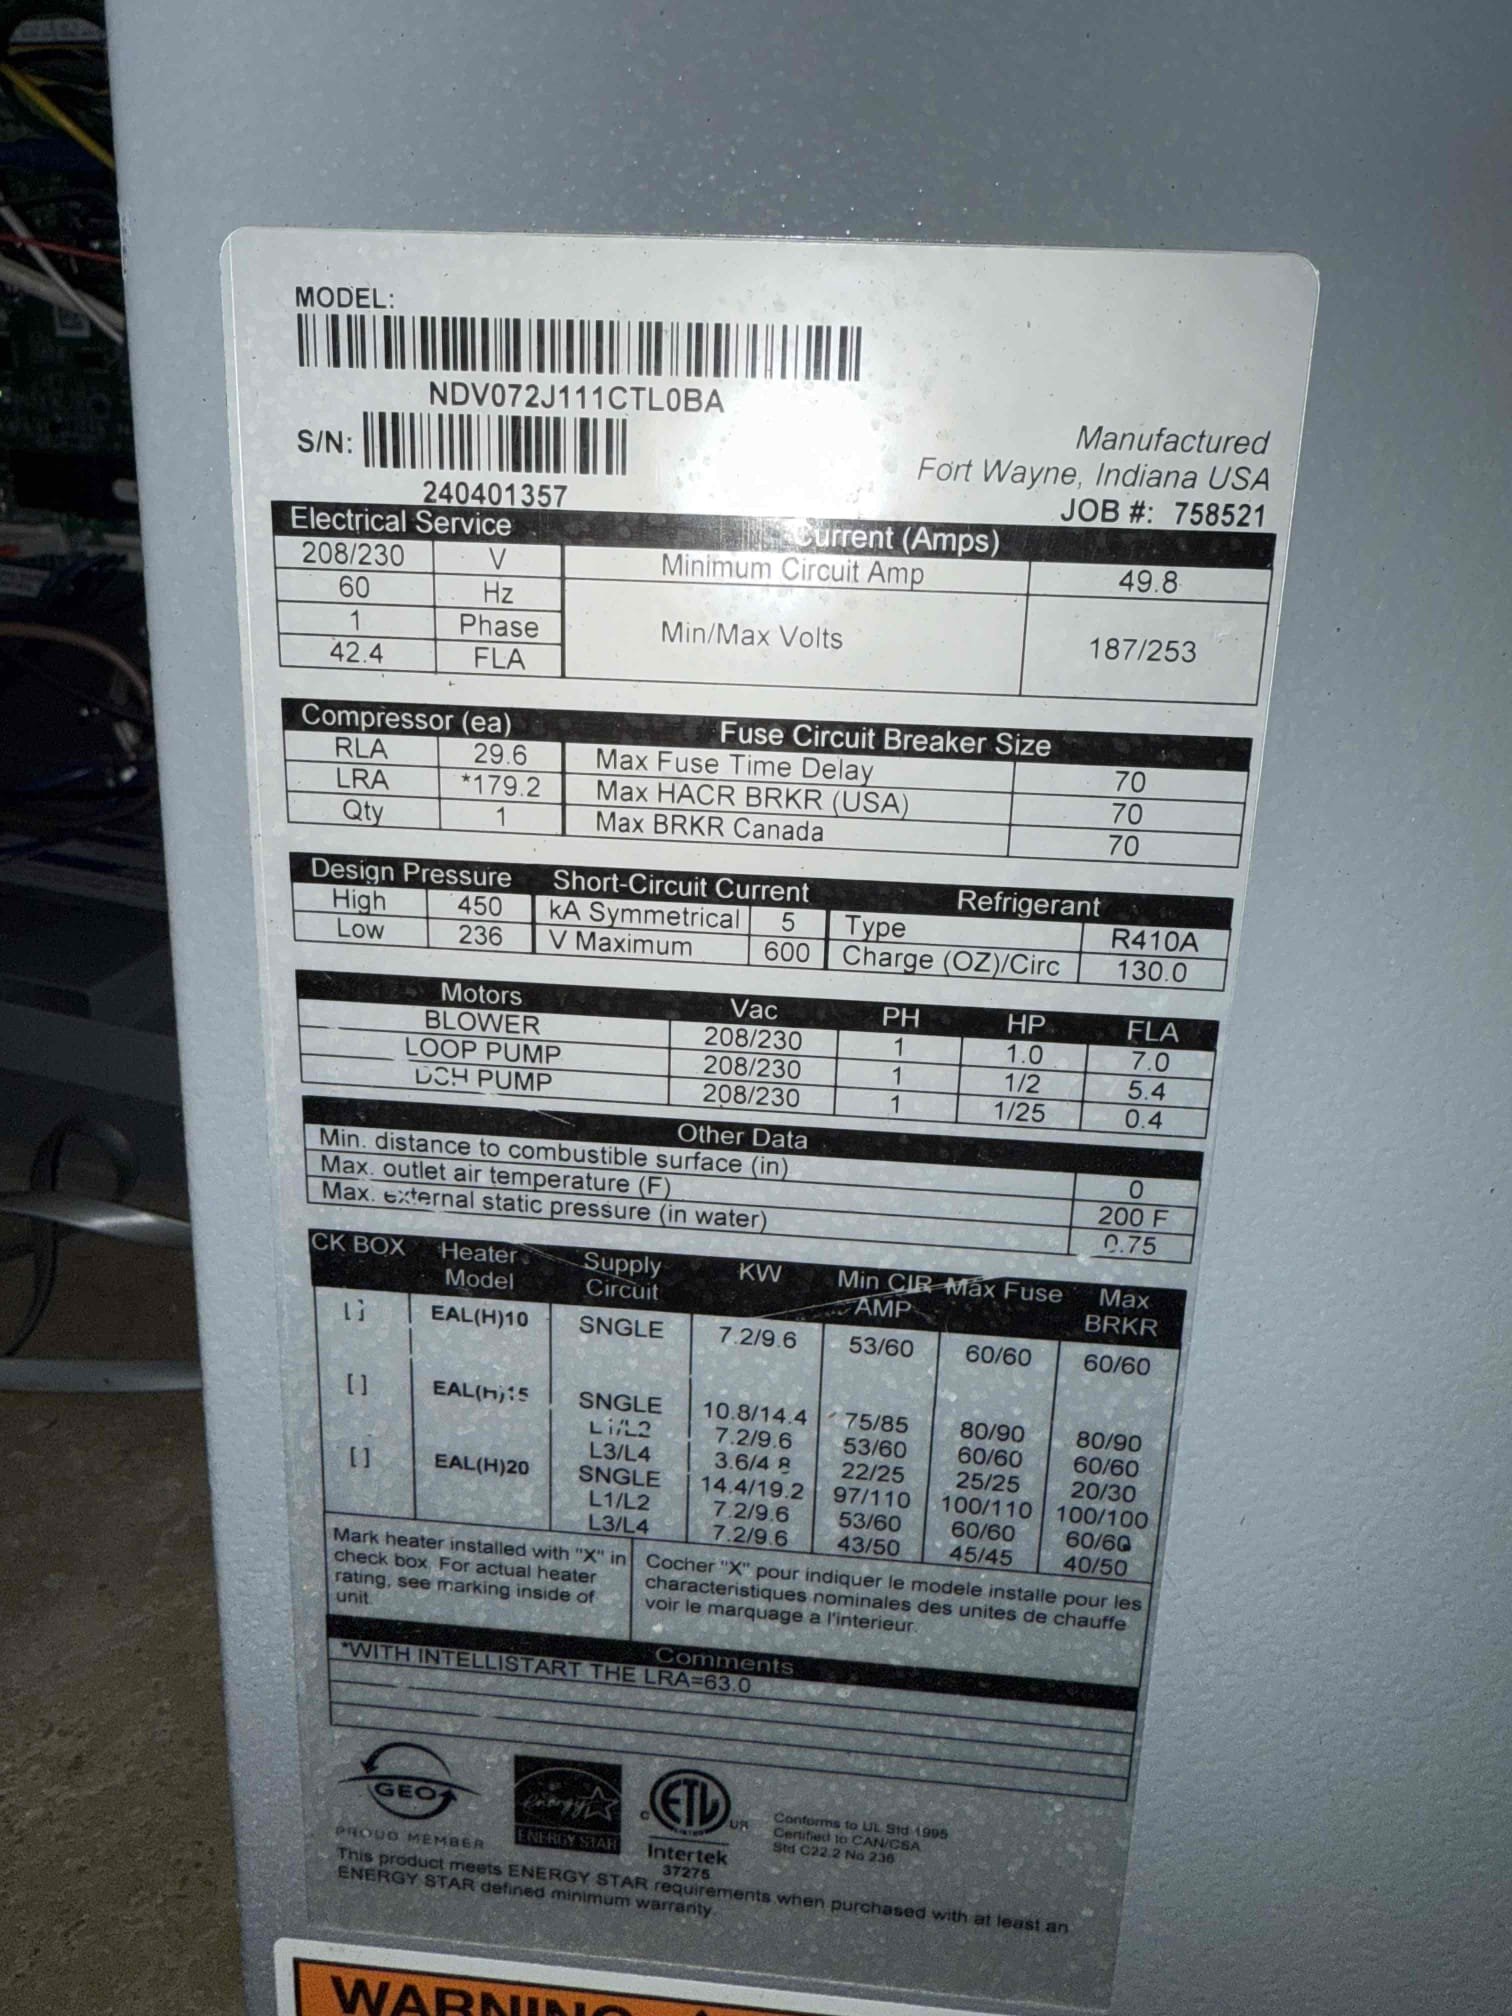 MODEL:
NDV072J111CTL0BA
S/N:
240401357
Manufactured
Fort Wayne, Indiana USA
JOB #: 758521
Electrical Service Current (Amps)
208/230 V Minimum Circuit Amp 49.8
60 Hz
1 Phase Min/Max Volts 187/253
42.4 FLA
Compressor (ea) Fuse Circuit Breaker Size
RLA 29.6 Max Fuse Time Delay 70
LRA *179.2 Max HACR BRKR (USA) 70
Qty 1 Max BRKR Canada 70
Design Pressure Short-Circuit Current Refrigerant
High 450 kA Symmetrical 5 Type R410A
Low 236 V Maximum 600 Charge (OZ)/Circ 130.0
Motors Vac PH HP FLA
BLOWER 208/230 1 1.0 7.0
LOOP PUMP 208/230 1 1/2 5.4
DCH PUMP 208/230 1 1/25 0.4
Other Data
Min. distance to combustible surface (in) 0
Max. outlet air temperature (F) 200 F
Max. external static pressure (in water) 0.75
CK BOX Heater Model Supply Circuit KW Min CIR AMP Max Fuse Max BRKR
[ ] EAL(H)10 SNGLE 7.2/9.6 53/60 60/60 60/60
[ ] EAL(H)15 SNGLE 10.8/14.4 75/85 80/90 80/90
L1/L2 7.2/9.6 53/60 60/60 60/60
L3/L4 3.6/4.8 22/25 25/25 20/30
[ ] EAL(H)20 SNGLE 14.4/19.2 97/110 100/110 100/100
L1/L2 7.2/9.6 53/60 60/60 60/60
L3/L4 7.2/9.6 43/50 45/45 40/50
Mark heater installed with "X" in
check box. For actual heater
rating, see marking inside of
unit.
Cocher "X" pour indiquer le modele installe pour les
characteristiques nominales des unites de chauffe
voir le marquage a l'interieur.
Comments
*WITH INTELLISTART THE LRA=63.0
GEO
PROUD MEMBER
energy
ENERGY STAR
C ETL US
LISTED
Intertek
37275
Conforms to UL Std 1995
Certified to CAN/CSA
Std C22.2 No 236
This product meets ENERGY STAR requirements when purchased with at least an
ENERGY STAR defined minimum warranty.
WARNING